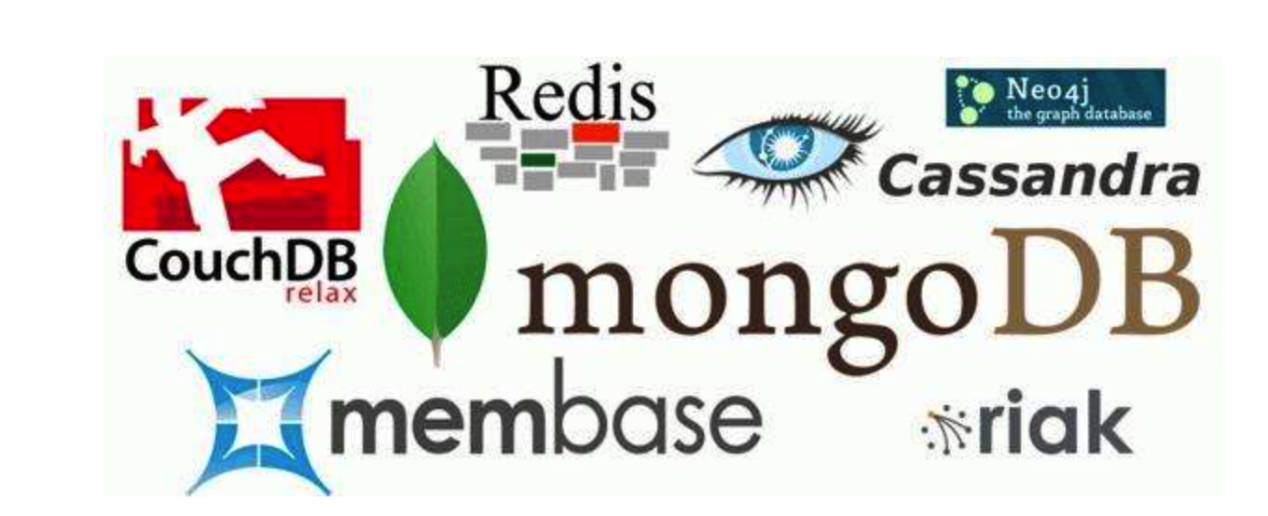 Redis
Neo4j
the graph database
Cassandra
CouchDB
relax
mongoDB
membase
riak